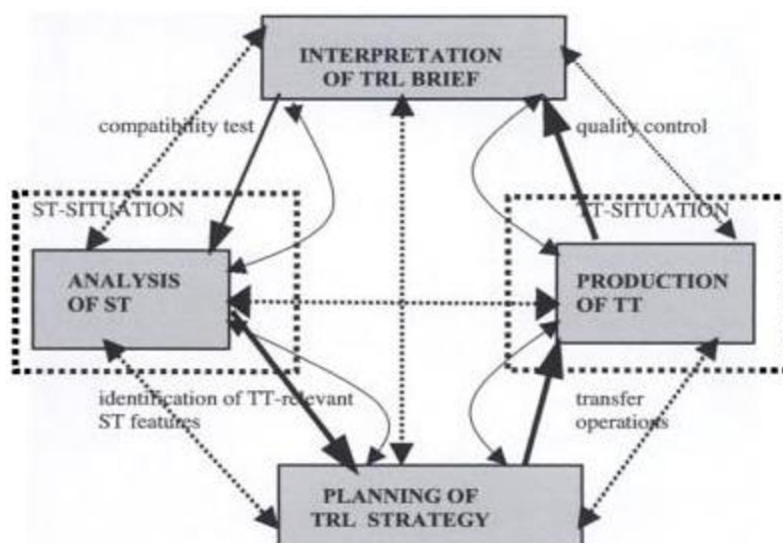 INTERPRETATION
OF TRL BRIEF
compatibility test
quality control
ST-SITUATION
TT-SITUATION
ANALYSIS
OF ST
PRODUCTION
OF TT
identification of TT-relevant
ST features
transfer
operations
PLANNING OF
TRL STRATEGY